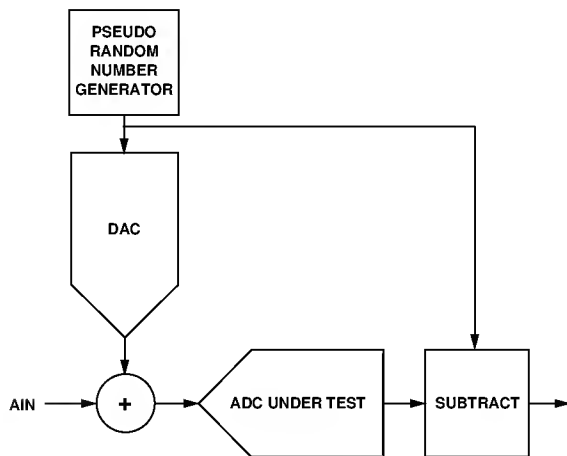 PSEUDO
RANDOM
NUMBER
GENERATOR
DAC
AIN
+
ADC UNDER TEST
SUBTRACT